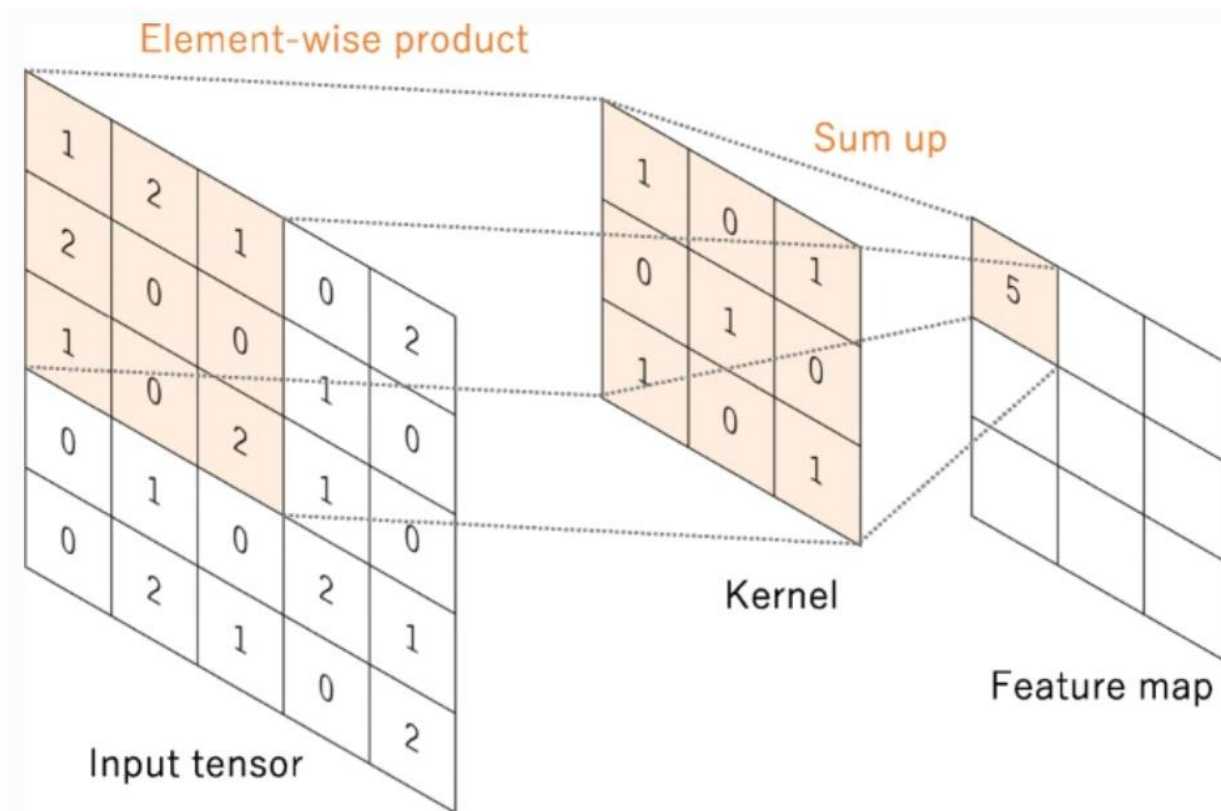 Element-wise product
Sum up
1 2 1 0 2
2 0 0 1 0
1 0 2 1 0
0 1 0 2 1
0 2 1 0 2
1 0 1
0 1 0
1 0 1
5
Input tensor
Kernel
Feature map